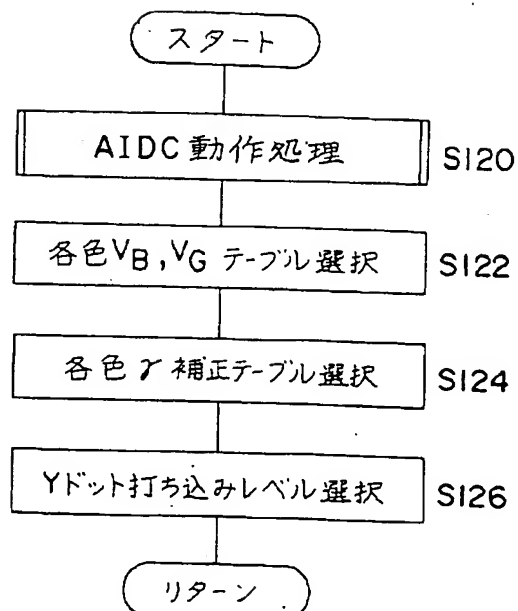 スタート
AIDC動作処理 S120
各色VB,VG テーブル選択 S122
各色γ補正テーブル選択 S124
Yドット打ち込みレベル選択 S126
リターン